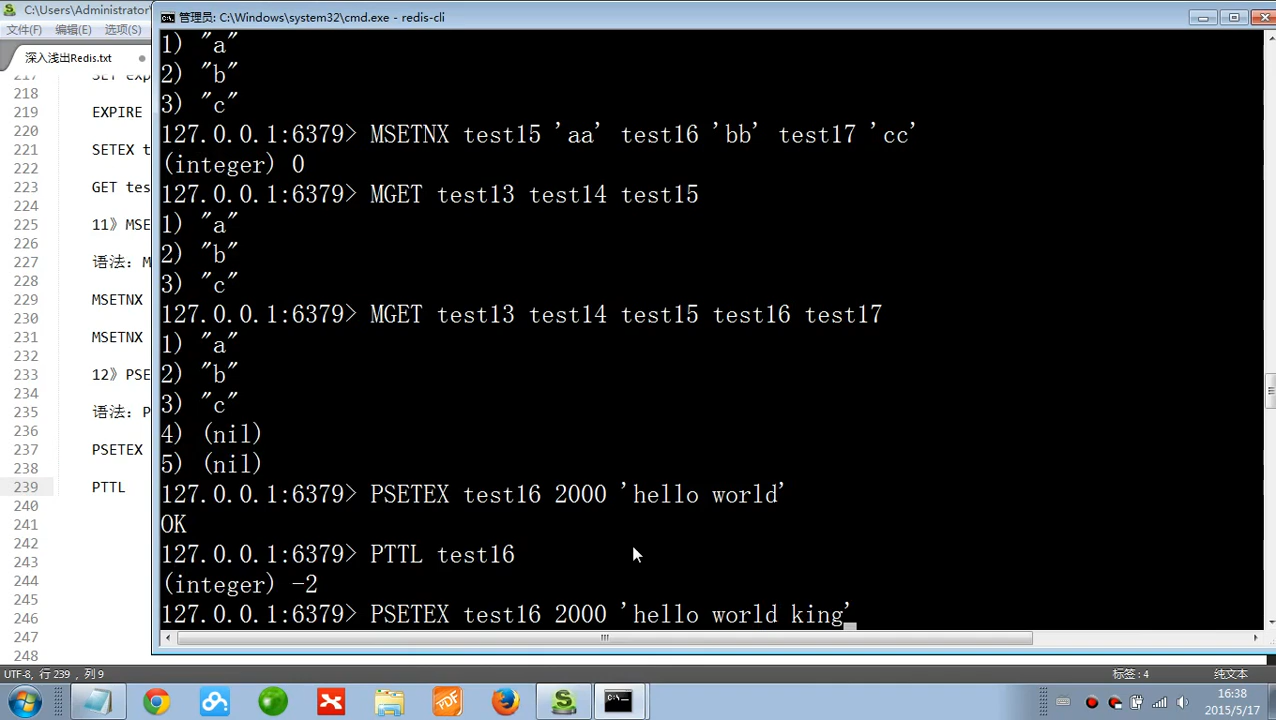 C:\Users\Administrator
管理员: C:\Windows\system32\cmd.exe - redis-cli
文件(F) 编辑(E) 选项(S)
深入浅出Redis.txt
1) "a"
2) "b"
3) "c"
127.0.0.1:6379> MSETNX test15 'aa' test16 'bb' test17 'cc'
(integer) 0
127.0.0.1:6379> MGET test13 test14 test15
1) "a"
2) "b"
3) "c"
127.0.0.1:6379> MGET test13 test14 test15 test16 test17
1) "a"
2) "b"
3) "c"
4) (nil)
5) (nil)
127.0.0.1:6379> PSETEX test16 2000 'hello world'
OK
127.0.0.1:6379> PTTL test16
(integer) -2
127.0.0.1:6379> PSETEX test16 2000 'hello world king'
217 SET exp
218
219 EXPIRE
220
221 SETEX t
222
223 GET tes
224
225 11》MSE
226
227 语法: M
228
229 MSETNX
230
231 MSETNX
232
233 12》PSE
234
235 语法: P
236
237 PSETEX
238
239 PTTL
240
241
242
243
244
245
246
247
248
UTF-8, 行 239 , 列 9
标签: 4
纯文本
PDF
16:38
2015/5/17